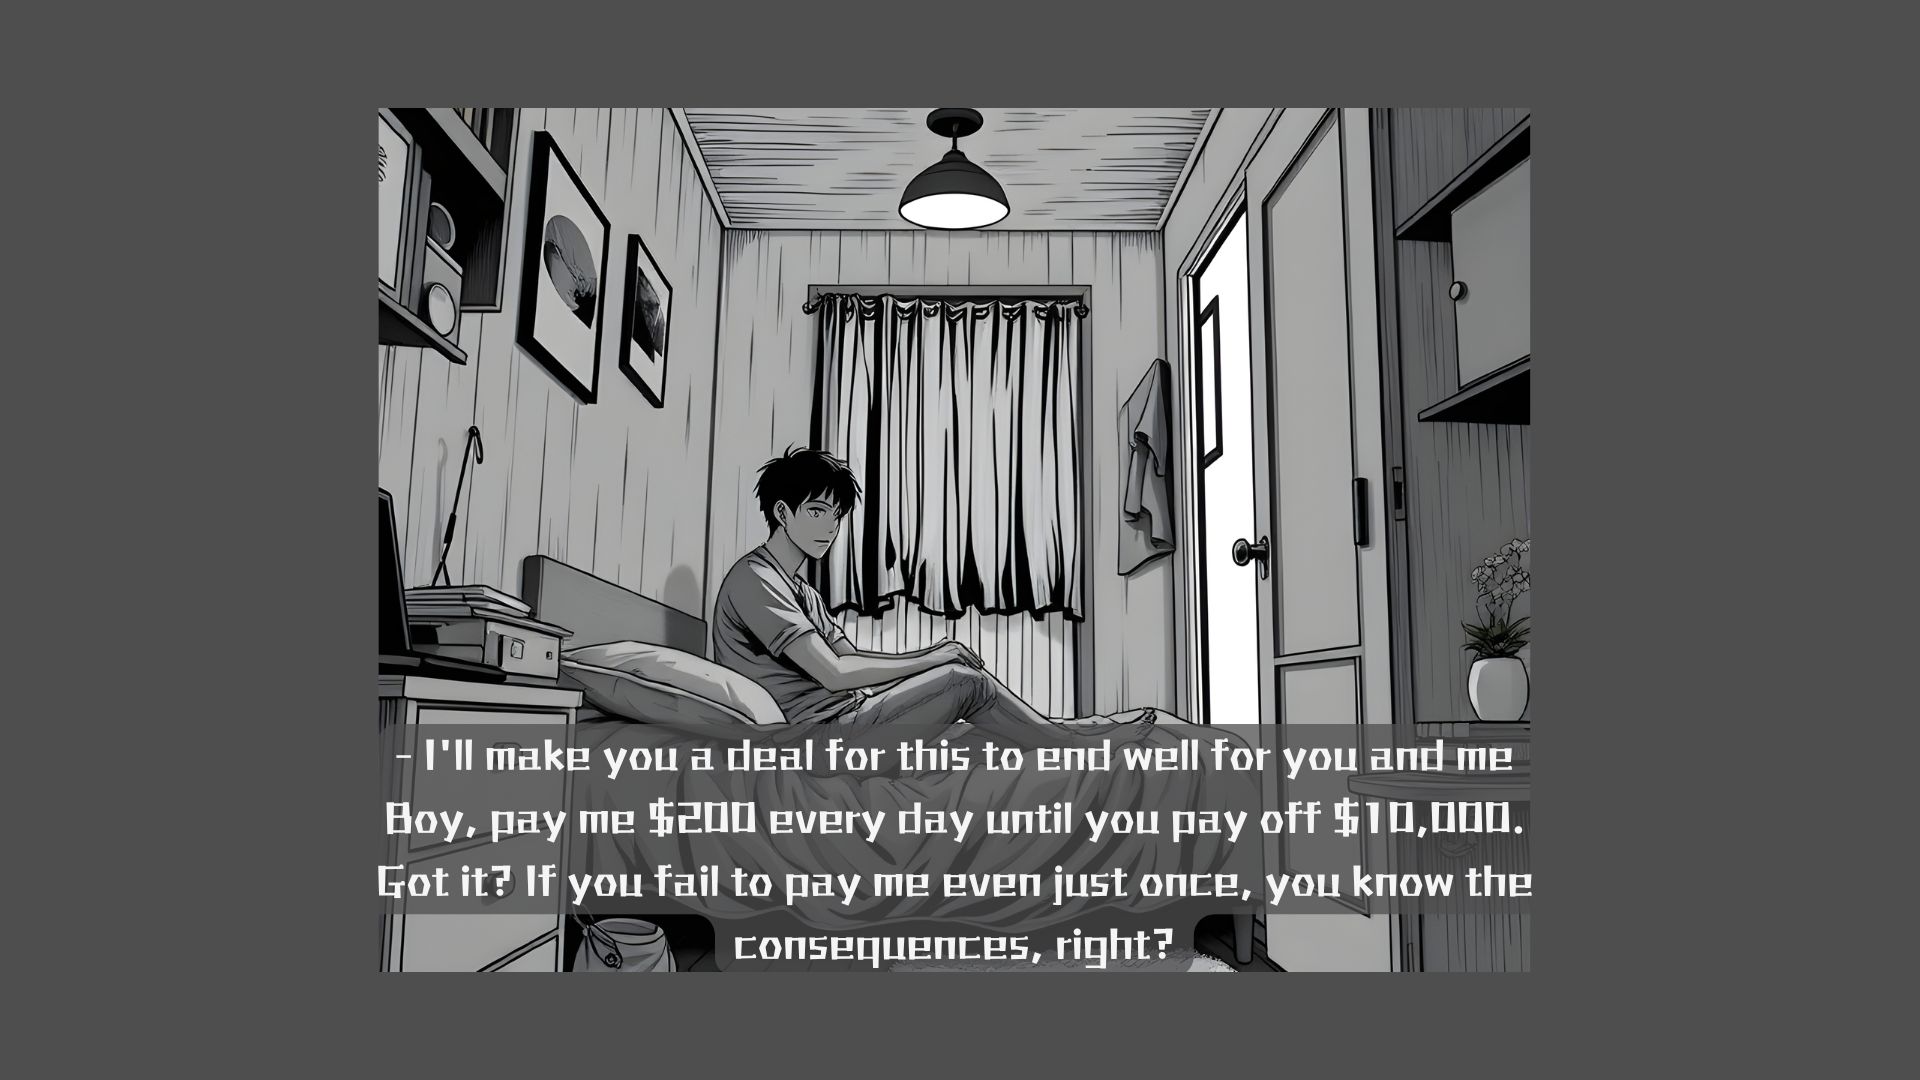 - I'll make you a deal for this to end well for you and me
Boy, pay me $200 every day until you pay off $10,000.
Got it? If you fail to pay me even just once, you know the
consequences, right?